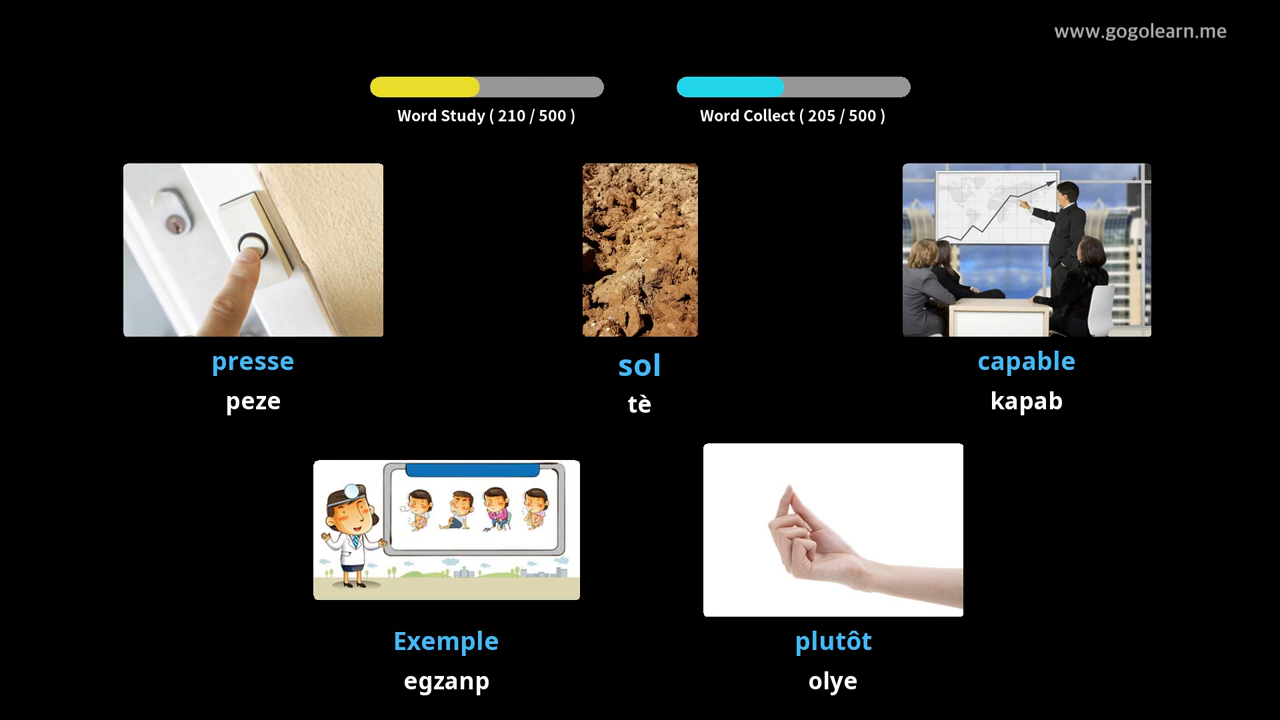 www.gogolearn.me
Word Study ( 210 / 500 )
Word Collect ( 205 / 500 )
presse
peze
sol
tè
capable
kapab
Exemple
egzanp
plutôt
olye